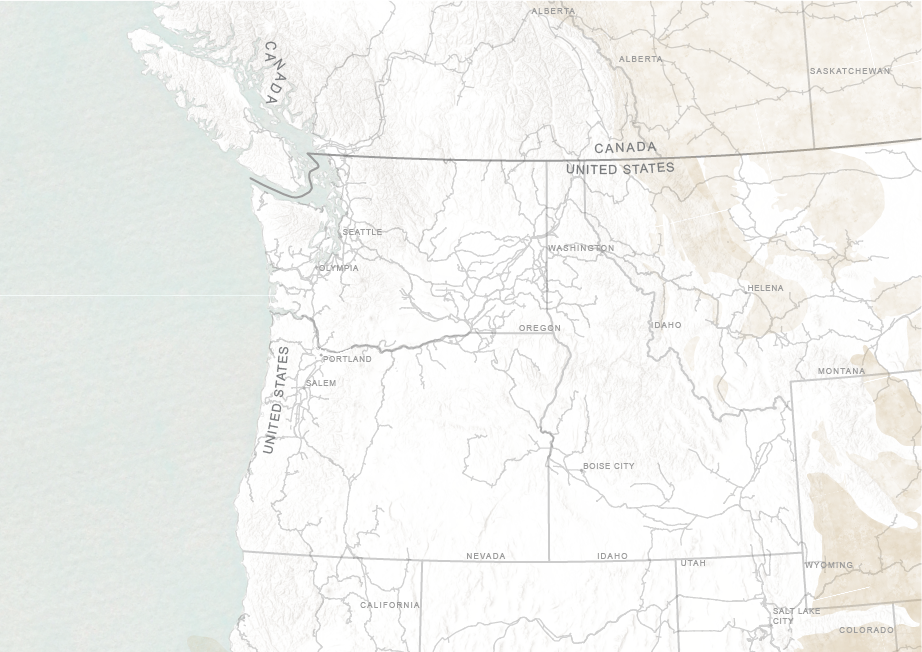 ALBERTA
CANADA
ALBERTA
SASKATCHEWAN
CANADA
UNITED STATES
SEATTLE
WASHINGTON
OLYMPIA
HELENA
OREGON
IDAHO
PORTLAND
MONTANA
SALEM
UNITED STATES
BOISE CITY
NEVADA
IDAHO
UTAH
WYOMING
CALIFORNIA
SALT LAKE
CITY
COLORADO